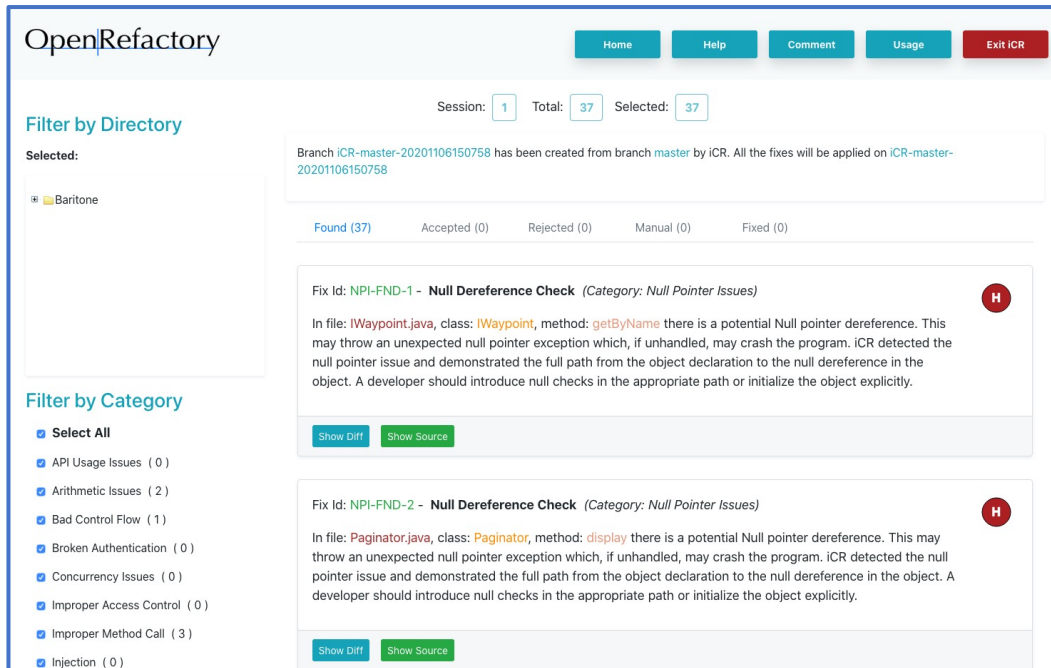 OpenRefactory
Home
Help
Comment
Usage
Exit iCR
Session: 1 Total: 37 Selected: 37
Filter by Directory
Selected:
Baritone
Branch iCR-master-20201106150758 has been created from branch master by iCR. All the fixes will be applied on iCR-master-
20201106150758
Found (37)
Accepted (0)
Rejected (0)
Manual (0)
Fixed (0)
Fix Id: NPI-FND-1 - Null Dereference Check (Category: Null Pointer Issues)
H
In file: IWaypoint.java, class: IWaypoint, method: getByName there is a potential Null pointer dereference. This
may throw an unexpected null pointer exception which, if unhandled, may crash the program. iCR detected the
null pointer issue and demonstrated the full path from the object declaration to the null dereference in the
object. A developer should introduce null checks in the appropriate path or initialize the object explicitly.
Show Diff
Show Source
Filter by Category
Select All
API Usage Issues ( 0 )
Arithmetic Issues ( 2 )
Bad Control Flow ( 1 )
Broken Authentication ( 0 )
Concurrency Issues ( 0 )
Improper Access Control ( 0 )
Improper Method Call ( 3 )
Injection ( 0 )
Fix Id: NPI-FND-2 - Null Dereference Check (Category: Null Pointer Issues)
H
In file: Paginator.java, class: Paginator, method: display there is a potential Null pointer dereference. This may
throw an unexpected null pointer exception which, if unhandled, may crash the program. iCR detected the null
pointer issue and demonstrated the full path from the object declaration to the null dereference in the object. A
developer should introduce null checks in the appropriate path or initialize the object explicitly.
Show Diff
Show Source